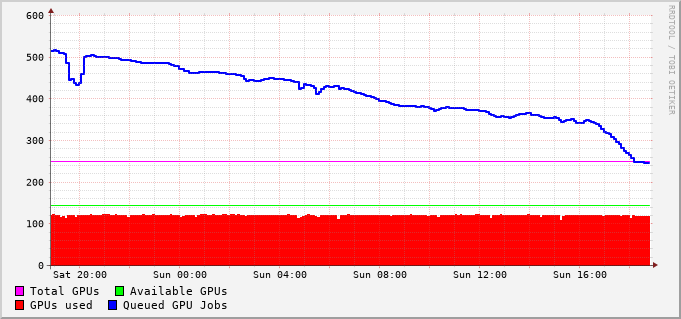 600
500
400
300
200
100
0
Sat 20:00 Sun 00:00 Sun 04:00 Sun 08:00 Sun 12:00 Sun 16:00
Total GPUs Available GPUs
GPUs used Queued GPU Jobs
RRDTOOL / TOBI OETIKER